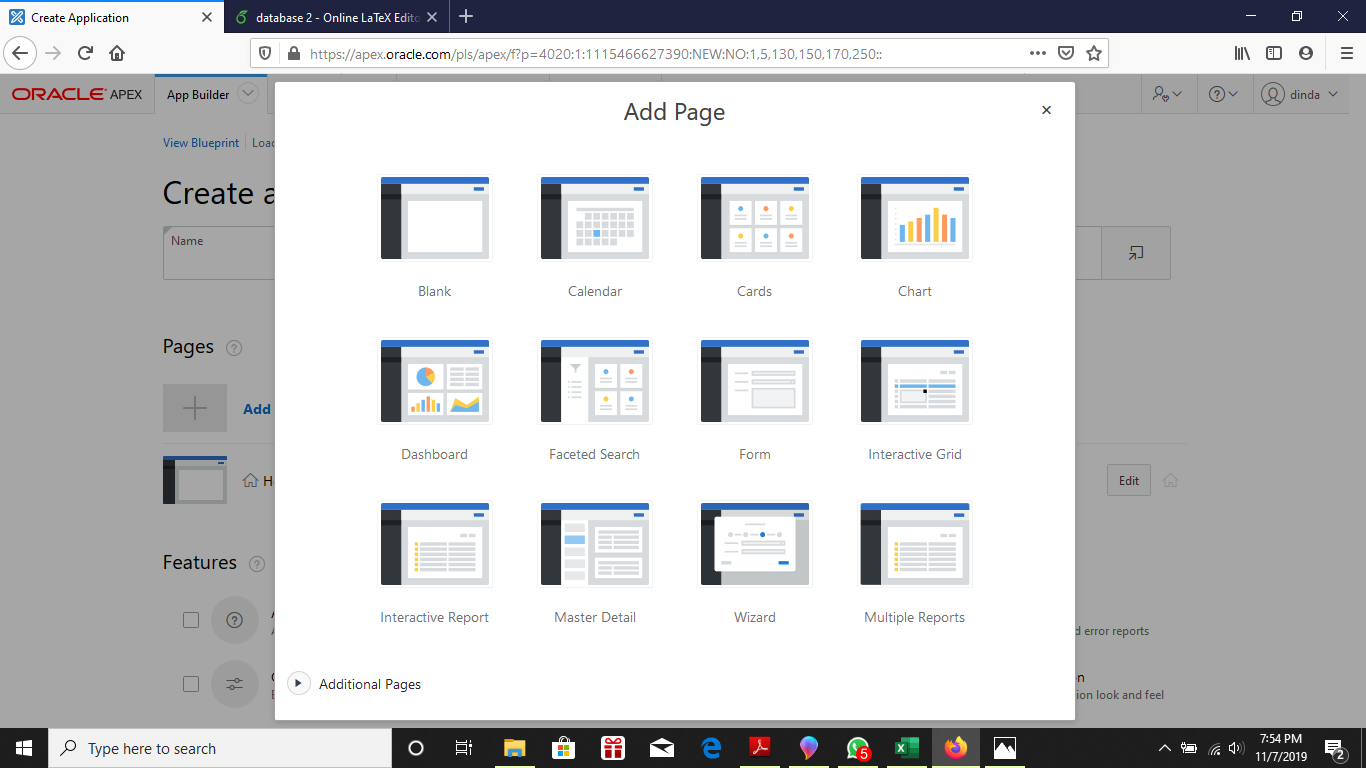 Create Application
database 2 - Online LaTeX Edito
https://apex.oracle.com/pls/apex/f?p=4020:1:1115466627390:NEW:NO:1,5,130,150,170,250::
ORACLE APEX
App Builder
dinda
View Blueprint
Loa
Create a
Name
Pages
Add
H
Edit
Features
d error reports
n
ion look and feel
Add Page
Blank
Calendar
Cards
Chart
Dashboard
Faceted Search
Form
Interactive Grid
Interactive Report
Master Detail
Wizard
Multiple Reports
Additional Pages
Type here to search
5
7:54 PM
11/7/2019
2